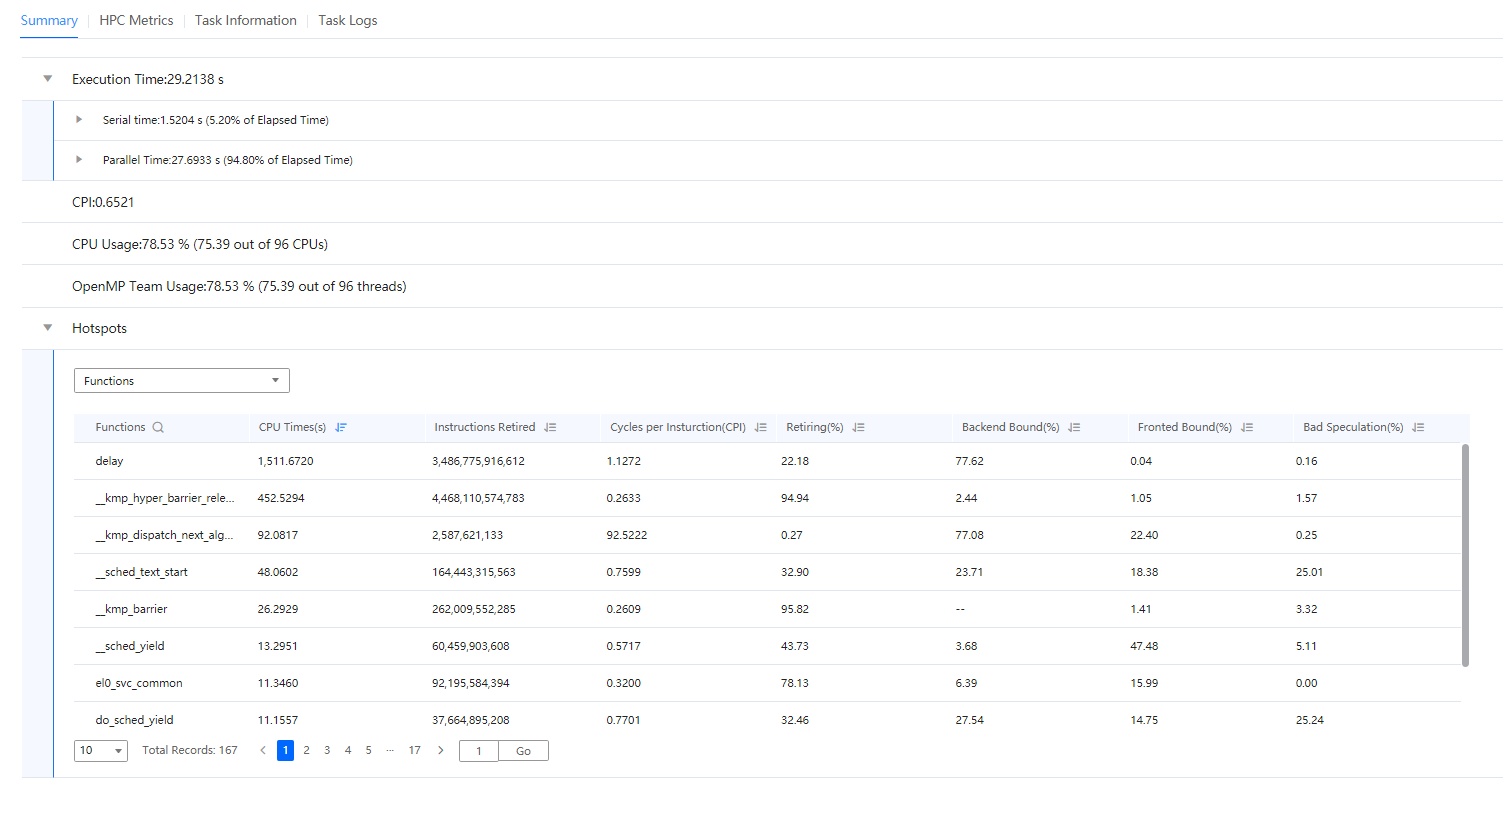 Summary HPC Metrics Task Information Task Logs
Execution Time:29.2138 s
Serial time:1.5204 s (5.20% of Elapsed Time)
Parallel Time:27.6933 s (94.80% of Elapsed Time)
CPI:0.6521
CPU Usage:78.53 % (75.39 out of 96 CPUs)
OpenMP Team Usage:78.53 % (75.39 out of 96 threads)
Hotspots
Functions
Functions CPU Times(s) Instructions Retired Cycles per Insturction(CPI) Retiring(%) Backend Bound(%) Fronted Bound(%) Bad Speculation(%)
delay 1,511.6720 3,486,775,916,612 1.1272 22.18 77.62 0.04 0.16
__kmp_hyper_barrier_rele... 452.5294 4,468,110,574,783 0.2633 94.94 2.44 1.05 1.57
__kmp_dispatch_next_alg... 92.0817 2,587,621,133 92.5222 0.27 77.08 22.40 0.25
__sched_text_start 48.0602 164,443,315,563 0.7599 32.90 23.71 18.38 25.01
__kmp_barrier 26.2929 262,009,552,285 0.2609 95.82 -- 1.41 3.32
__sched_yield 13.2951 60,459,903,608 0.5717 43.73 3.68 47.48 5.11
el0_svc_common 11.3460 92,195,584,394 0.3200 78.13 6.39 15.99 0.00
do_sched_yield 11.1557 37,664,895,208 0.7701 32.46 27.54 14.75 25.24
10 Total Records: 167 < 1 2 3 4 5 ... 17 > 1 Go